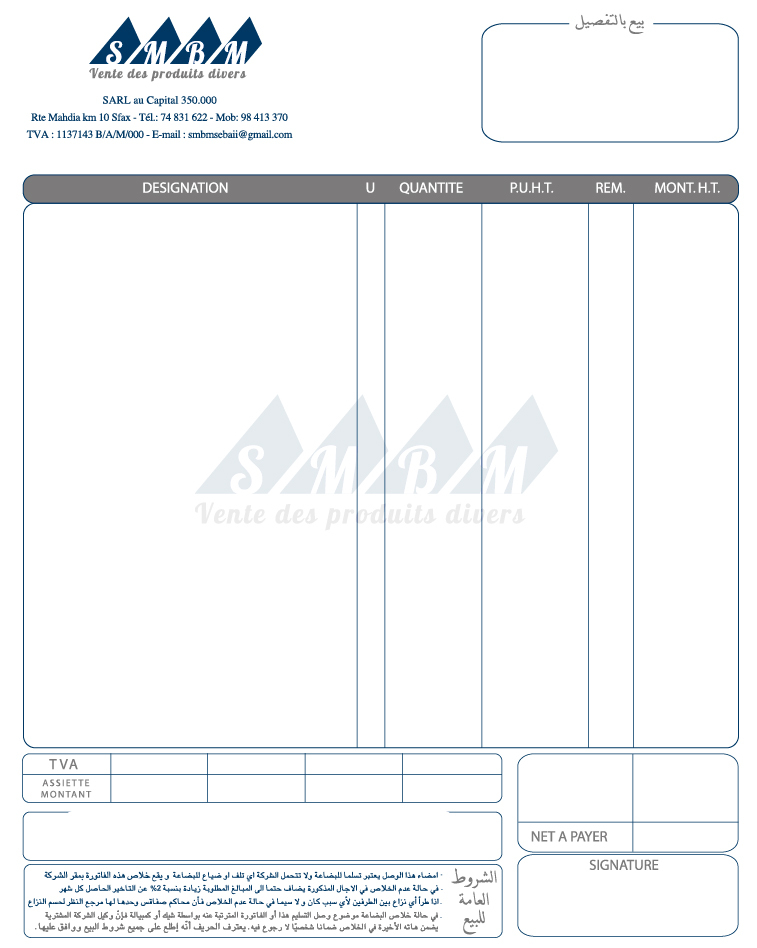 SMBM
Vente des produits divers
SARL au Capital 350.000
Rte Mahdia km 10 Sfax - Tél.: 74 831 622 - Mob: 98 413 370
TVA : 1137143 B/A/M/000 - E-mail : smbmsebaii@gmail.com
بيع بالتفصيل
DESIGNATION U QUANTITE P.U.H.T. REM. MONT. H.T.
SMBM
Vente des produits divers
TVA
ASSIETTE
MONTANT
NET A PAYER
SIGNATURE
الشروط
العامة
للبيع
- امضاء هذا الوصل يعتبر تسلما للبضاعة ولا تتحمل الشركة اي تلف او ضياع للبضاعة و يقع خلاص هذه الفاتورة بمقر الشركة
- في حالة عدم الخلاص في الاجال المذكورة يضاف حتما الى المبالغ المطلوبة زيادة بنسبة 2% عن التاخير الحاصل كل شهر
- اذا طرأ أي نزاع بين الطرفين لأي سبب كان و لا سيما في حالة عدم الخلاص فأن محاكم صفاقس وحدها لها مرجع النظر لحسم النزاع
- في حالة خلاص البضاعة موضوع وصل التسليم هذا أو الفاتورة المترتبة عنه بواسطة شيك أو كمبيالة فإنّ وكيل الشركة المشترية
يضمن هاته الأخيرة في الخلاص ضمانا شخصيّا لا رجوع فيه. يعترف الحريف أنّه إطلع على جميع شروط البيع ووافق عليها.